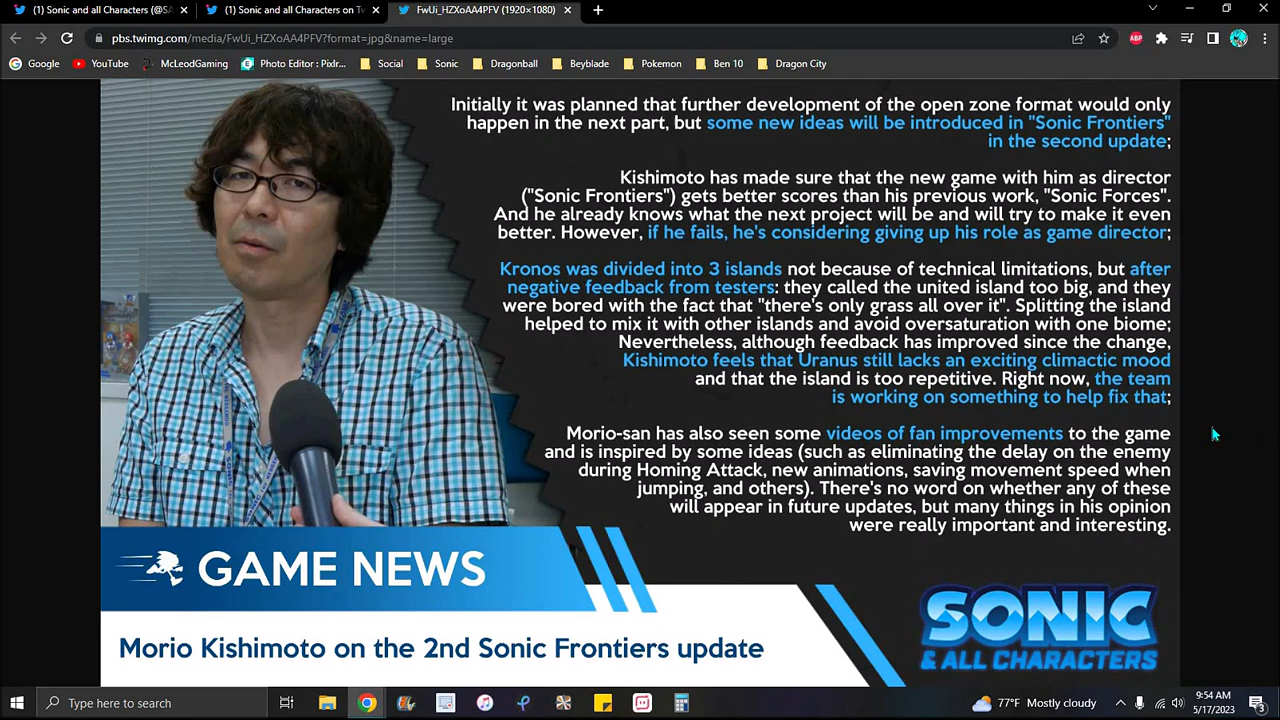 (1) Sonic and all Characters (@SA
(1) Sonic and all Characters on Tw
FwUi_HZXoAA4PFV (1920×1080)
pbs.twimg.com/media/FwUi_HZXoAA4PFV?format=jpg&name=large
ABP
Google
YouTube
McLeodGaming
Photo Editor : Pixlr...
Social
Sonic
Dragonball
Beyblade
Pokemon
Ben 10
Dragon City
Initially it was planned that further development of the open zone format would only
happen in the next part, but some new ideas will be introduced in "Sonic Frontiers"
in the second update;
Kishimoto has made sure that the new game with him as director
("Sonic Frontiers") gets better scores than his previous work, "Sonic Forces".
And he already knows what the next project will be and will try to make it even
better. However, if he fails, he's considering giving up his role as game director;
Kronos was divided into 3 islands not because of technical limitations, but after
negative feedback from testers: they called the united island too big, and they
were bored with the fact that "there's only grass all over it". Splitting the island
helped to mix it with other islands and avoid oversaturation with one biome;
Nevertheless, although feedback has improved since the change,
Kishimoto feels that Uranus still lacks an exciting climactic mood
and that the island is too repetitive. Right now, the team
is working on something to help fix that;
Morio-san has also seen some videos of fan improvements to the game
and is inspired by some ideas (such as eliminating the delay on the enemy
during Homing Attack, new animations, saving movement speed when
jumping, and others). There's no word on whether any of these
will appear in future updates, but many things in his opinion
were really important and interesting.
GAME NEWS
Morio Kishimoto on the 2nd Sonic Frontiers update
SONIC
& ALL CHARACTERS
Type here to search
77°F Mostly cloudy
9:54 AM
5/17/2023
3